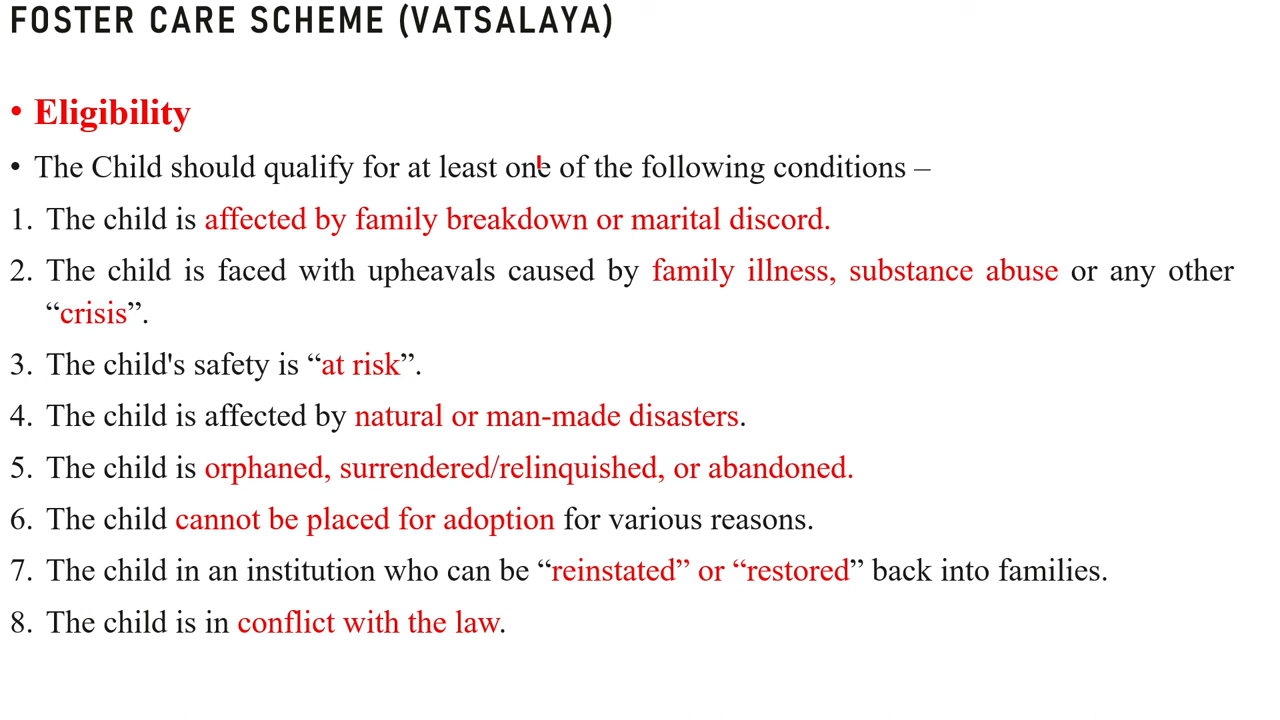 FOSTER CARE SCHEME (VATSALAYA)
• Eligibility
• The Child should qualify for at least one of the following conditions –
1. The child is affected by family breakdown or marital discord.
2. The child is faced with upheavals caused by family illness, substance abuse or any other
“crisis”.
3. The child's safety is “at risk”.
4. The child is affected by natural or man-made disasters.
5. The child is orphaned, surrendered/relinquished, or abandoned.
6. The child cannot be placed for adoption for various reasons.
7. The child in an institution who can be “reinstated” or “restored” back into families.
8. The child is in conflict with the law.